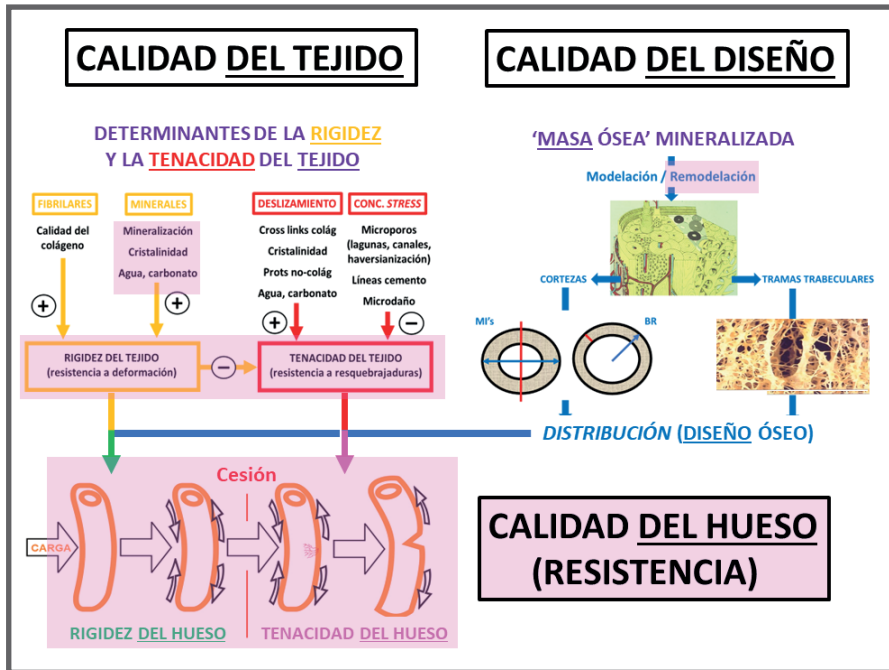 CALIDAD DEL TEJIDO
DETERMINANTES DE LA RIGIDEZ
Y LA TENACIDAD DEL TEJIDO
FIBRILARES
Calidad del
colágeno
MINERALES
Mineralización
Cristalinidad
Agua, carbonato
DESLIZAMIENTO
Cross links colág
Cristalinidad
Prots no-colág
Agua, carbonato
CONC. STRESS
Microporos
(lagunas, canales,
haversianización)
Líneas cemento
Microdaño
+
+
+
−
RIGIDEZ DEL TEJIDO
(resistencia a deformación)
−
TENACIDAD DEL TEJIDO
(resistencia a resquebrajaduras)
CALIDAD DEL DISEÑO
‘MASA ÓSEA’ MINERALIZADA
Modelación / Remodelación
CORTEZAS
TRAMAS TRABECULARES
MI's
BR
DISTRIBUCIÓN (DISEÑO ÓSEO)
Cesión
CARGA
RIGIDEZ DEL HUESO
TENACIDAD DEL HUESO
CALIDAD DEL HUESO
(RESISTENCIA)